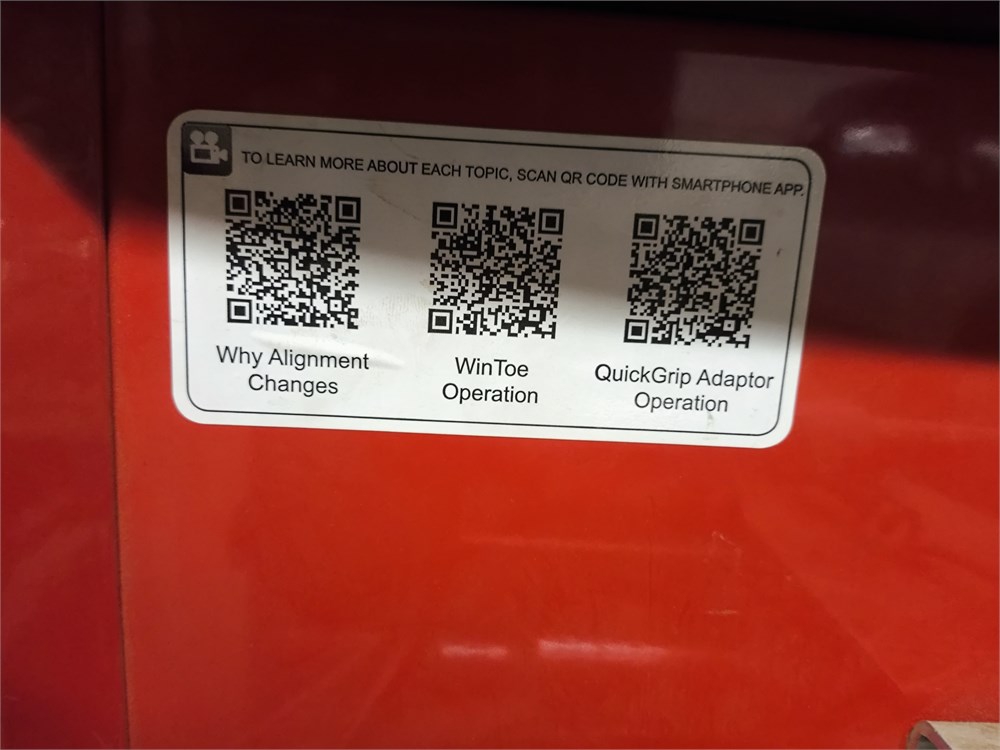 TO LEARN MORE ABOUT EACH TOPIC, SCAN QR CODE WITH SMARTPHONE APP.
Why Alignment
Changes
WinToe
Operation
QuickGrip Adaptor
Operation